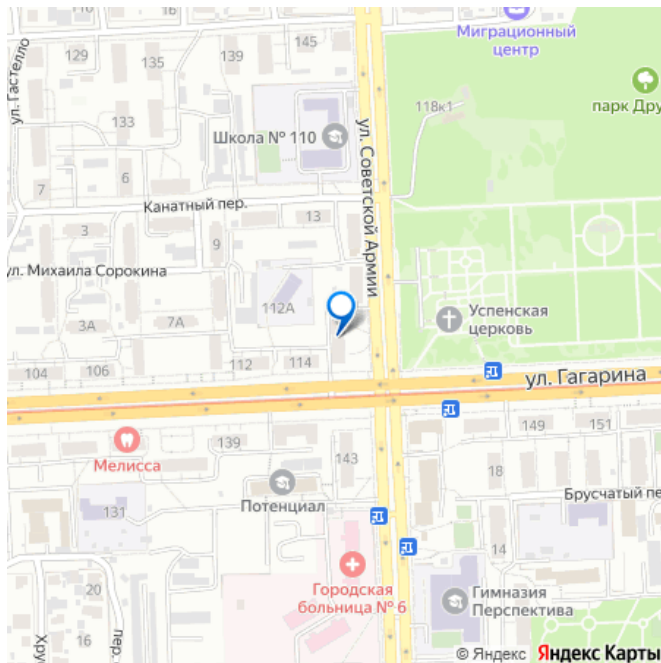 Миграционный
центр
129
135
139
145
ул. Гастелло
133
118к1
парк Дру
Школа № 110
ул. Советской Армии
7
6
Канатный пер.
13
3
9
ул. Михаила Сорокина
112А
Успенская
церковь
3А
7А
104
106
112
114
ул. Гагарина
139
149
151
Мелисса
143
18
Потенциал
Брусчатый пе
131
14
Городская
больница № 6
Гимназия
Перспектива
20
16
Хру
пер.
© Яндекс Яндекс Карты